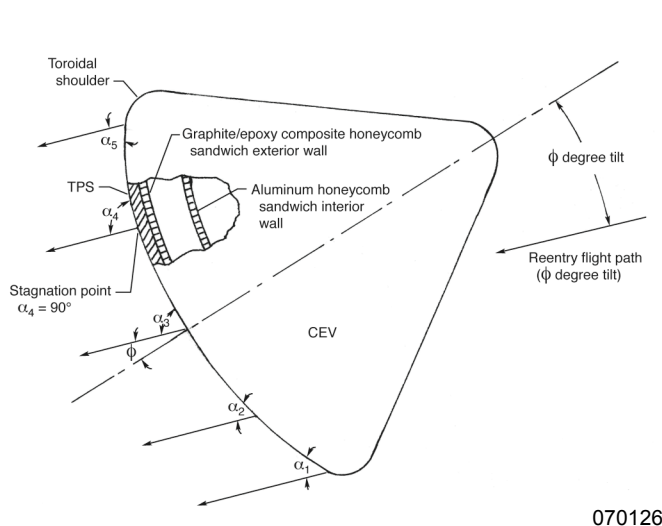 Toroidal
shoulder
α5
Graphite/epoxy composite honeycomb
sandwich exterior wall
TPS
Aluminum honeycomb
sandwich interior
wall
α4
ϕ degree tilt
Reentry flight path
(ϕ degree tilt)
Stagnation point
α4 = 90°
α3
ϕ
CEV
α2
α1
070126